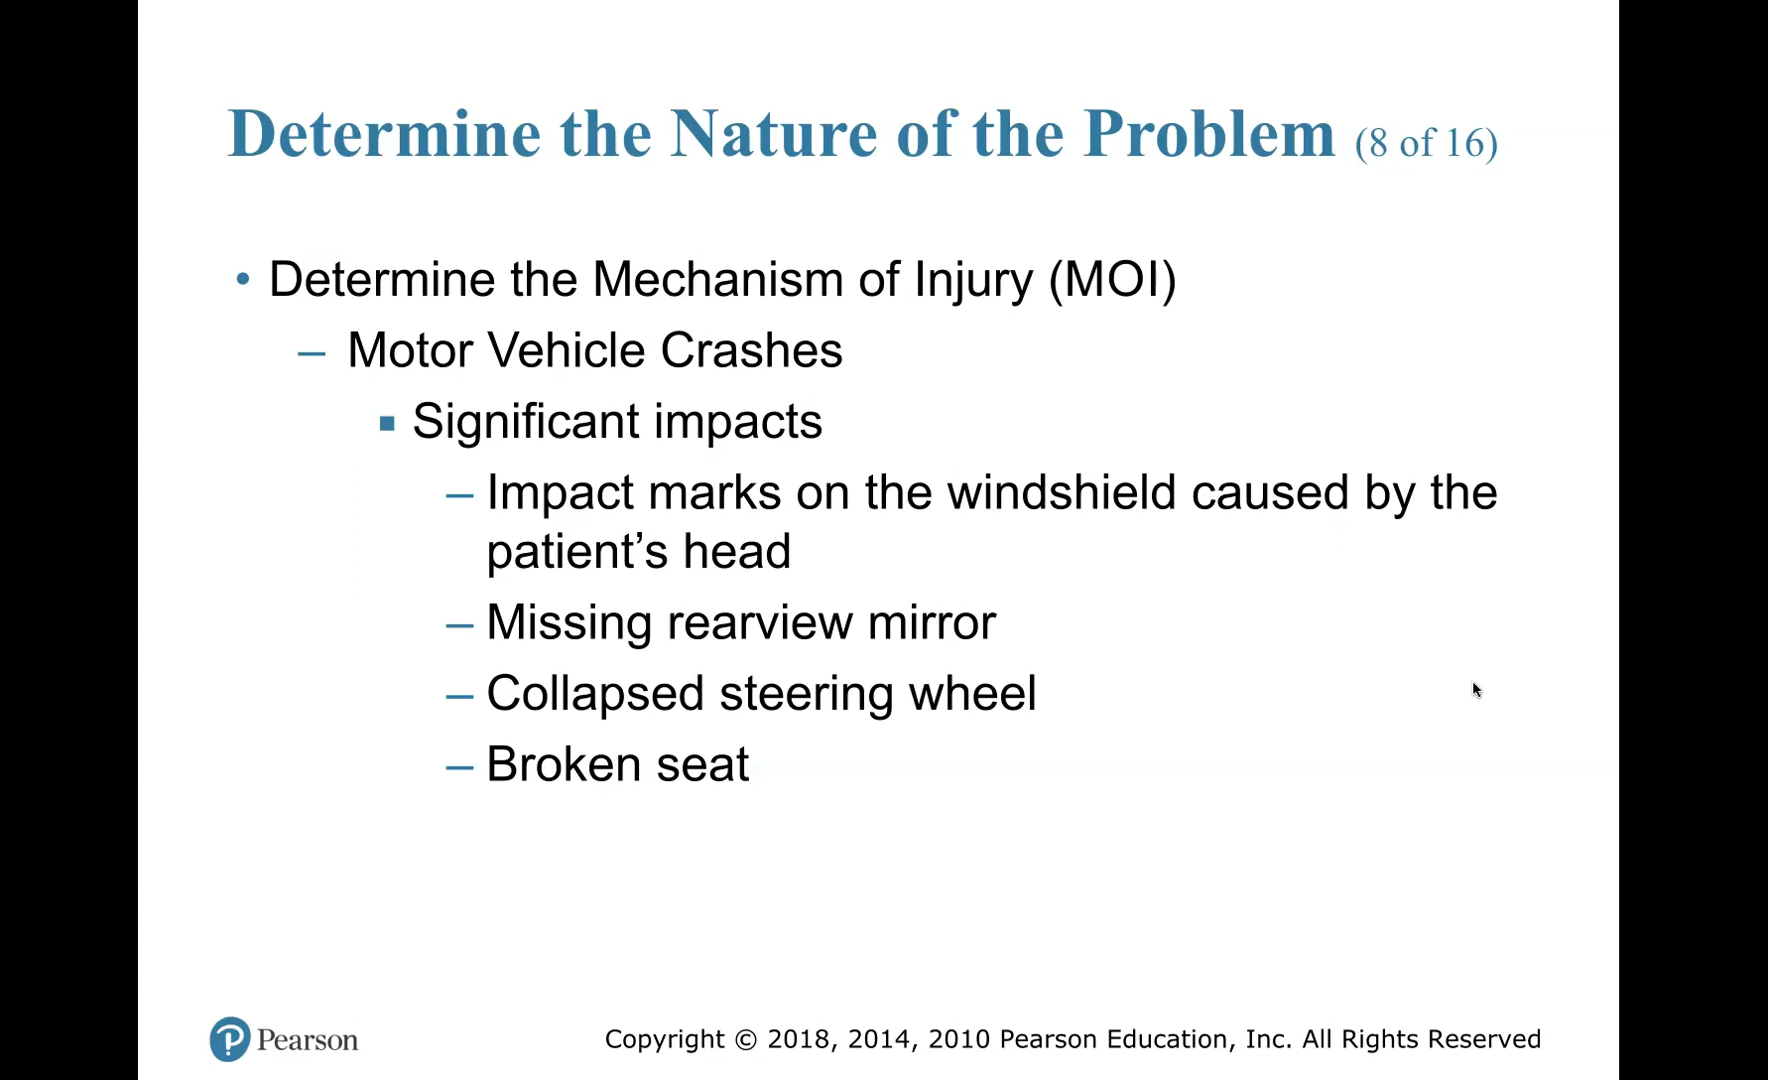 Determine the Nature of the Problem (8 of 16)
• Determine the Mechanism of Injury (MOI)
– Motor Vehicle Crashes
▪ Significant impacts
– Impact marks on the windshield caused by the
patient’s head
– Missing rearview mirror
– Collapsed steering wheel
– Broken seat
Pearson
Copyright © 2018, 2014, 2010 Pearson Education, Inc. All Rights Reserved